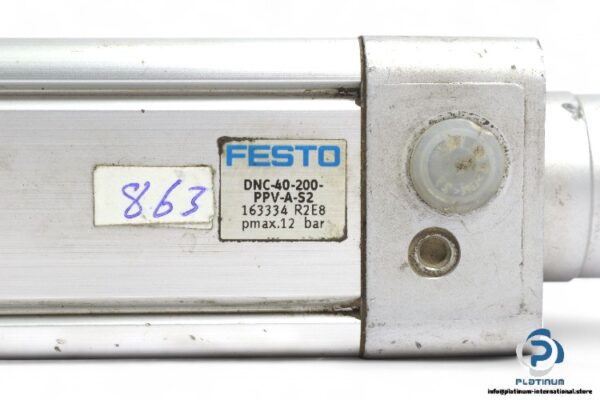 FESTO
DNC-40-200-
PPV-A-S2
163334 R2E8
pmax.12 bar
863
PLATINUM
info@platinum-international.store